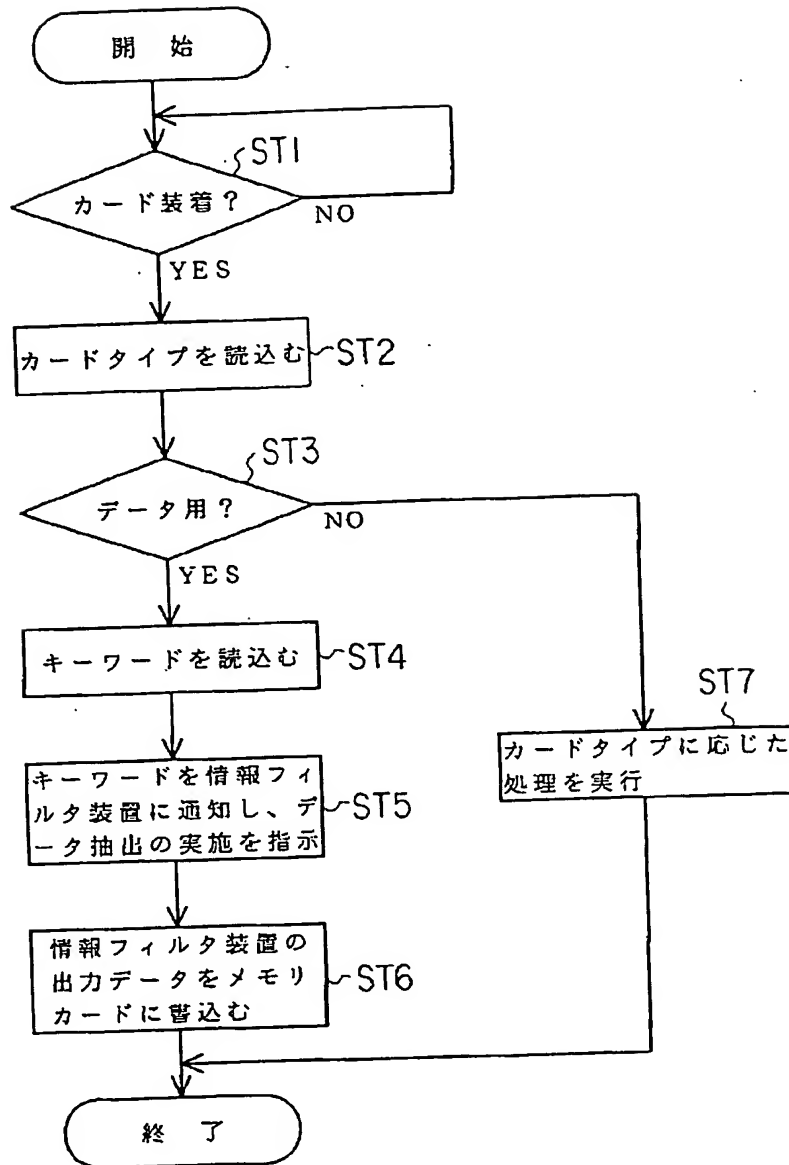 開始
ST1
カード装着?
NO
YES
カードタイプを読込む
ST2
ST3
データ用?
NO
YES
キーワードを読込む
ST4
ST7
カードタイプに応じた
処理を実行
キーワードを情報フィ
ルタ装置に通知し、デ
ータ抽出の実施を指示
ST5
情報フィルタ装置の
出力データをメモリ
カードに書込む
ST6
終了